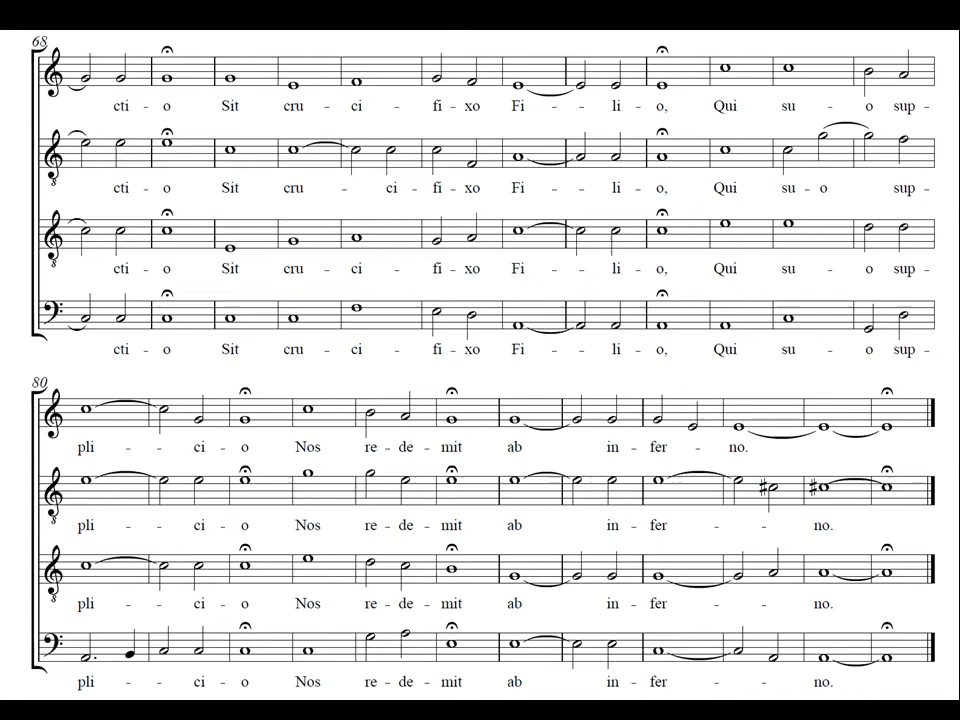 68
cti - o Sit cru - ci - fi - xo Fi - - li - o, Qui su - o sup -
cti - o Sit cru - ci - fi - xo Fi - - li - o, Qui su - o sup -
8
cti - o Sit cru - ci - fi - xo Fi - - li - o, Qui su - o sup -
8
cti - o Sit cru - ci - fi - xo Fi - - li - o, Qui su - o sup -
80
pli - - ci - o Nos re - de - mit ab in - fer - no.
pli - - ci - o Nos re - de - mit ab in - fer - - no.
8
pli - - ci - o Nos re - de - mit ab in - fer - - no.
8
pli - - ci - o Nos re - de - mit ab in - fer - - no.